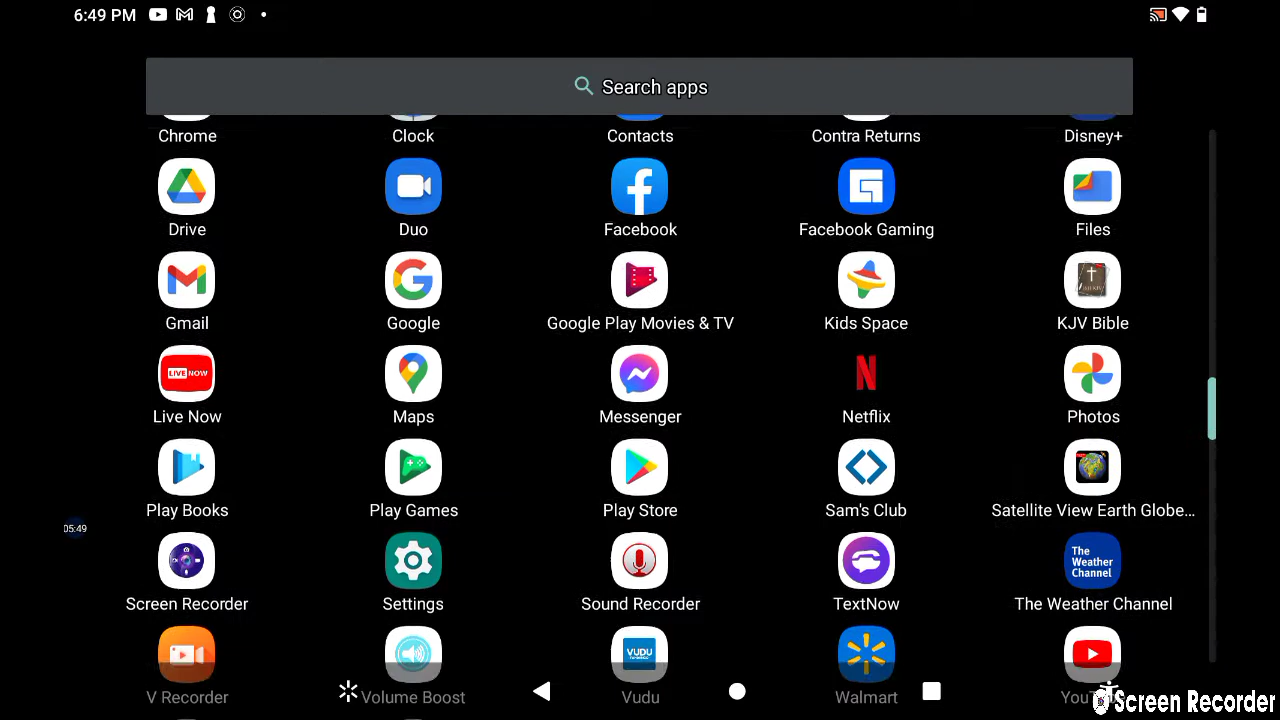 6:49 PM
Search apps
Chrome
Clock
Contacts
Contra Returns
Disney+
Drive
Duo
Facebook
Facebook Gaming
Files
Gmail
Google
Google Play Movies & TV
Kids Space
KJV Bible
LIVE NOW
Live Now
Maps
Messenger
Netflix
Photos
Play Books
Play Games
Play Store
Sam's Club
Satellite View Earth Globe...
05:49
Screen Recorder
Settings
Sound Recorder
TextNow
The
Weather
Channel
The Weather Channel
VUDU
V Recorder
Volume Boost
Vudu
Walmart
Screen Recorder